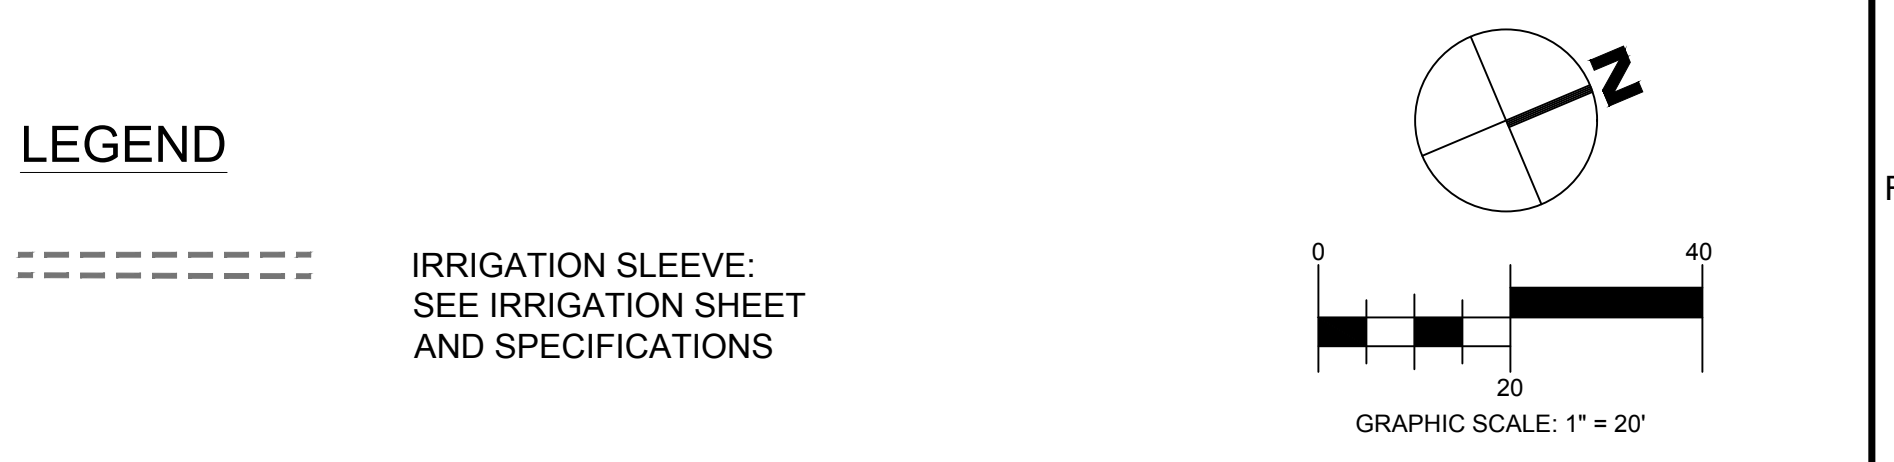 LEGEND
IRRIGATION SLEEVE:
SEE IRRIGATION SHEET
AND SPECIFICATIONS
N
0 40
20
GRAPHIC SCALE: 1" = 20'